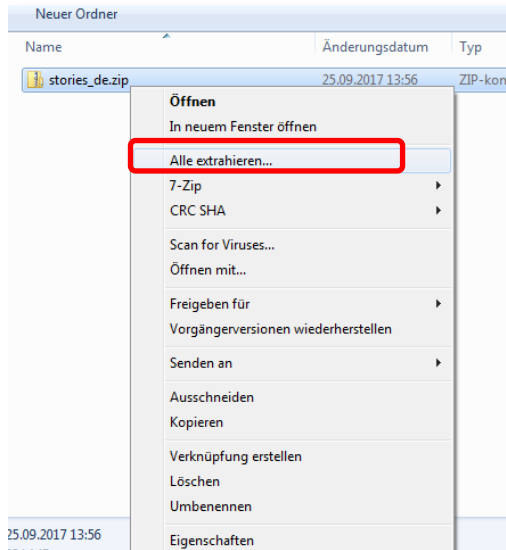 Neuer Ordner
Name Änderungsdatum Typ
stories_de.zip 25.09.2017 13:56 ZIP-kon
Öffnen
In neuem Fenster öffnen
Alle extrahieren...
7-Zip
CRC SHA
Scan for Viruses...
Öffnen mit...
Freigeben für
Vorgängerversionen wiederherstellen
Senden an
Ausschneiden
Kopieren
Verknüpfung erstellen
Löschen
Umbenennen
25.09.2017 13:56
Eigenschaften